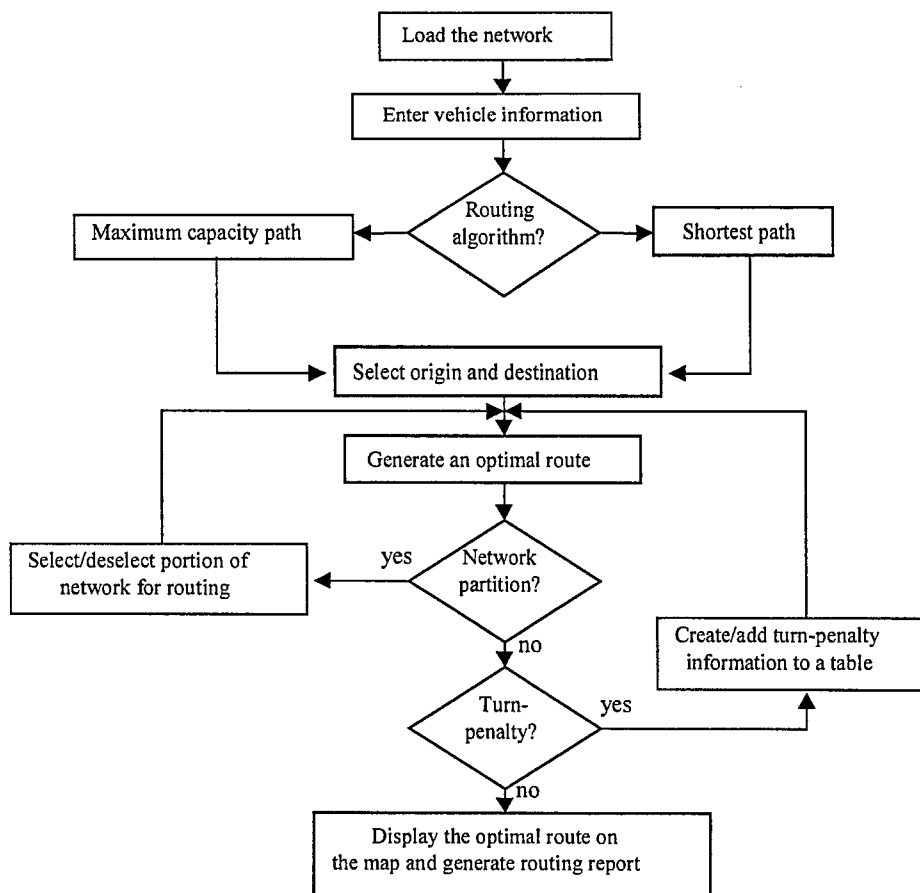 Load the network
Enter vehicle information
Routing
algorithm?
Maximum capacity path
Shortest path
Select origin and destination
Generate an optimal route
Network
partition?
yes
Select/deselect portion of
network for routing
no
Create/add turn-penalty
information to a table
Turn-
penalty?
yes
no
Display the optimal route on
the map and generate routing report